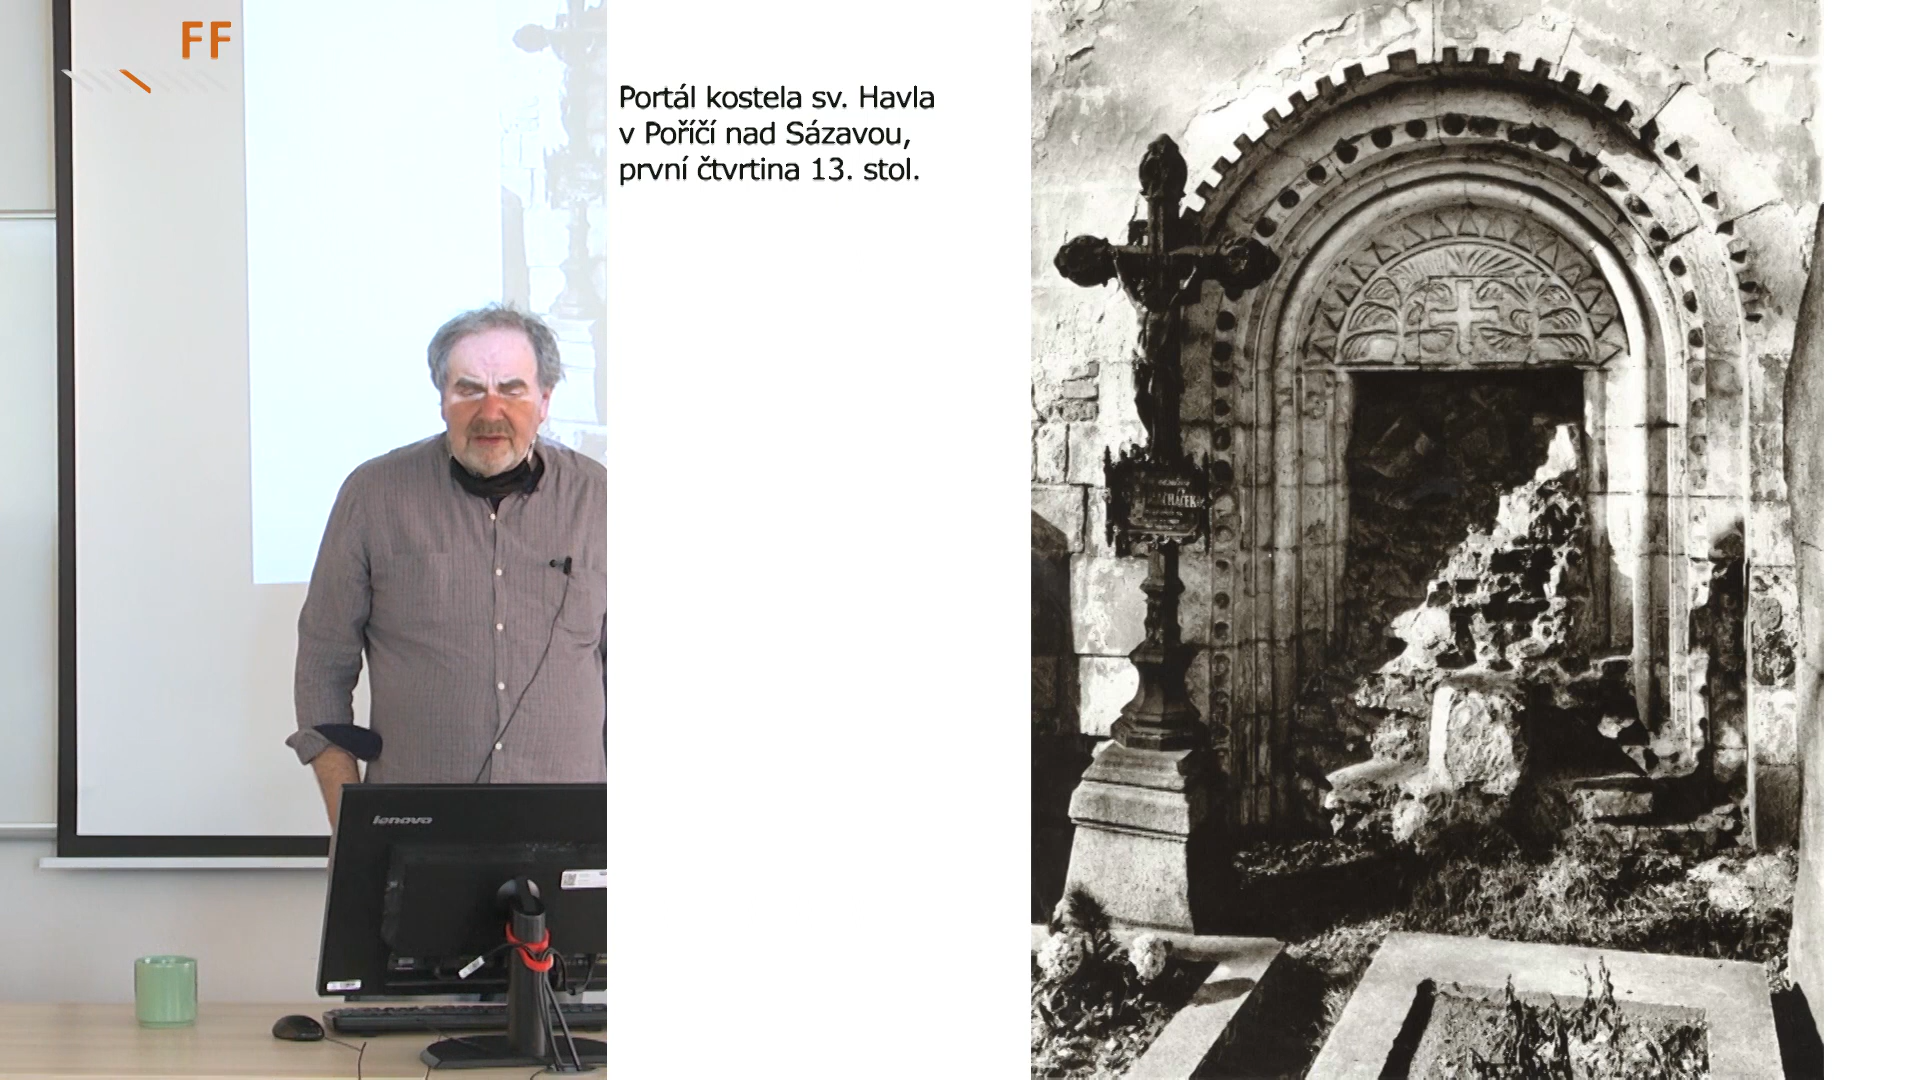 FF
Portál kostela sv. Havla
v Poříčí nad Sázavou,
první čtvrtina 13. stol.
lenovo